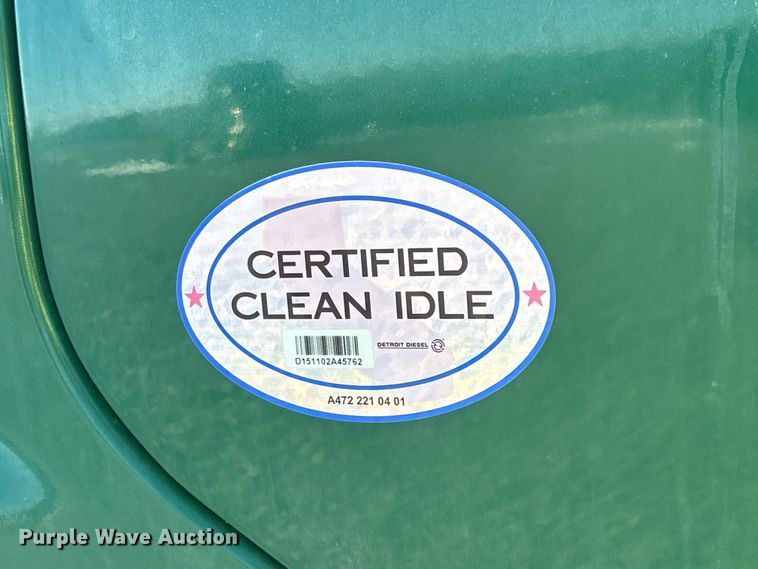 CERTIFIED
CLEAN IDLE
D151102A45762
DETROIT DIESEL
A472 221 04 01
Purple Wave Auction